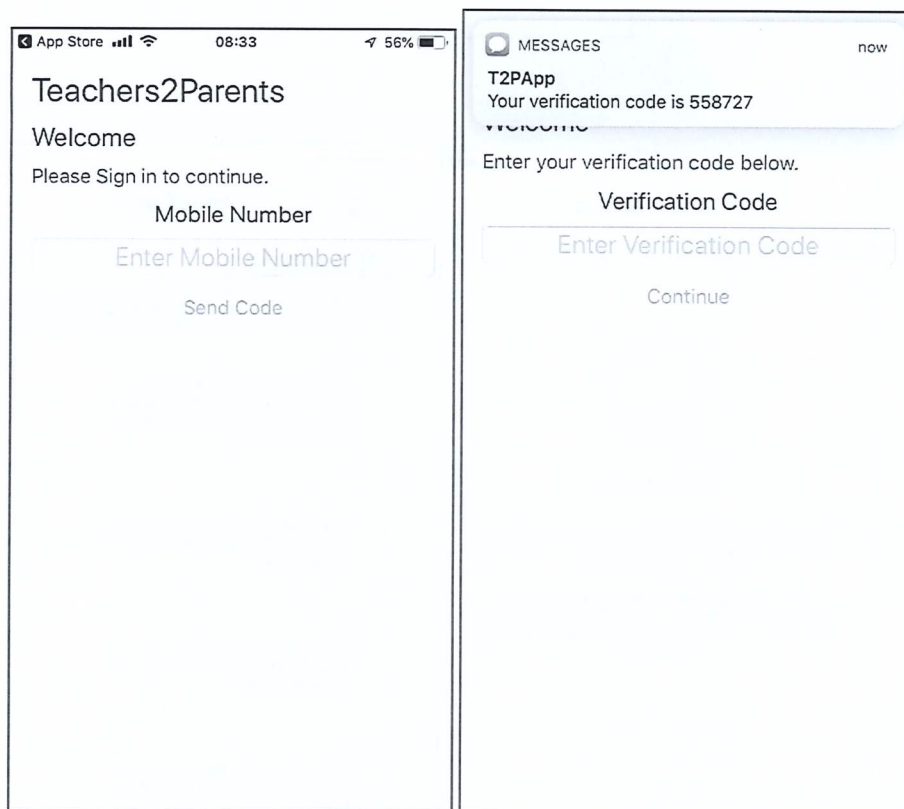 App Store 08:33 56%
Teachers2Parents
Welcome
Please Sign in to continue.
Mobile Number
Enter Mobile Number
Send Code
MESSAGES now
T2PApp
Your verification code is 558727
Welcome
Enter your verification code below.
Verification Code
Enter Verification Code
Continue